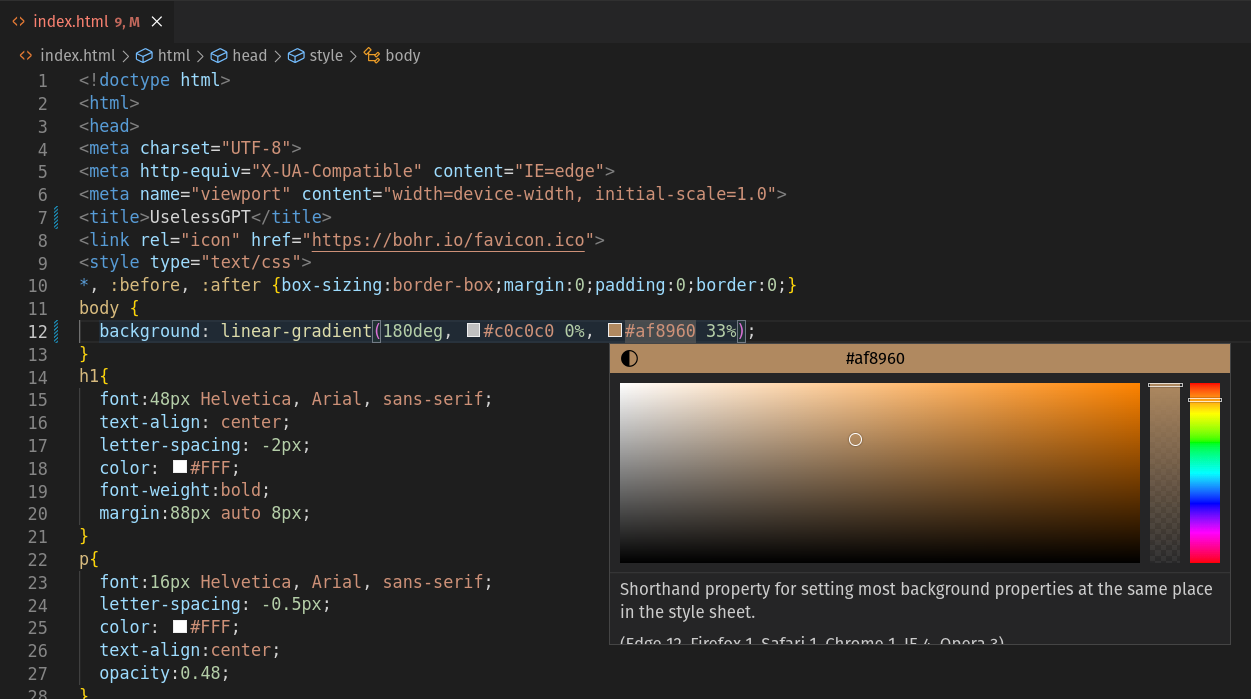 index.html 9, M
index.html > html > head > style > body
1 <!doctype html>
2 <html>
3 <head>
4 <meta charset="UTF-8">
5 <meta http-equiv="X-UA-Compatible" content="IE=edge">
6 <meta name="viewport" content="width=device-width, initial-scale=1.0">
7 <title>UselessGPT</title>
8 <link rel="icon" href="https://bohr.io/favicon.ico">
9 <style type="text/css">
10 *, :before, :after {box-sizing:border-box;margin:0;padding:0;border:0;}
11 body {
12 background: linear-gradient(180deg, #c0c0c0 0%, #af8960 33%);
13 }
14 h1{
15 font:48px Helvetica, Arial, sans-serif;
16 text-align: center;
17 letter-spacing: -2px;
18 color: #FFF;
19 font-weight:bold;
20 margin:88px auto 8px;
21 }
22 p{
23 font:16px Helvetica, Arial, sans-serif;
24 letter-spacing: -0.5px;
25 color: #FFF;
26 text-align:center;
27 opacity:0.48;
28 }
#af8960
Shorthand property for setting most background properties at the same place
in the style sheet.
(Edge 12, Firefox 1, Safari 1, Chrome 1, IE 4, Opera 3)